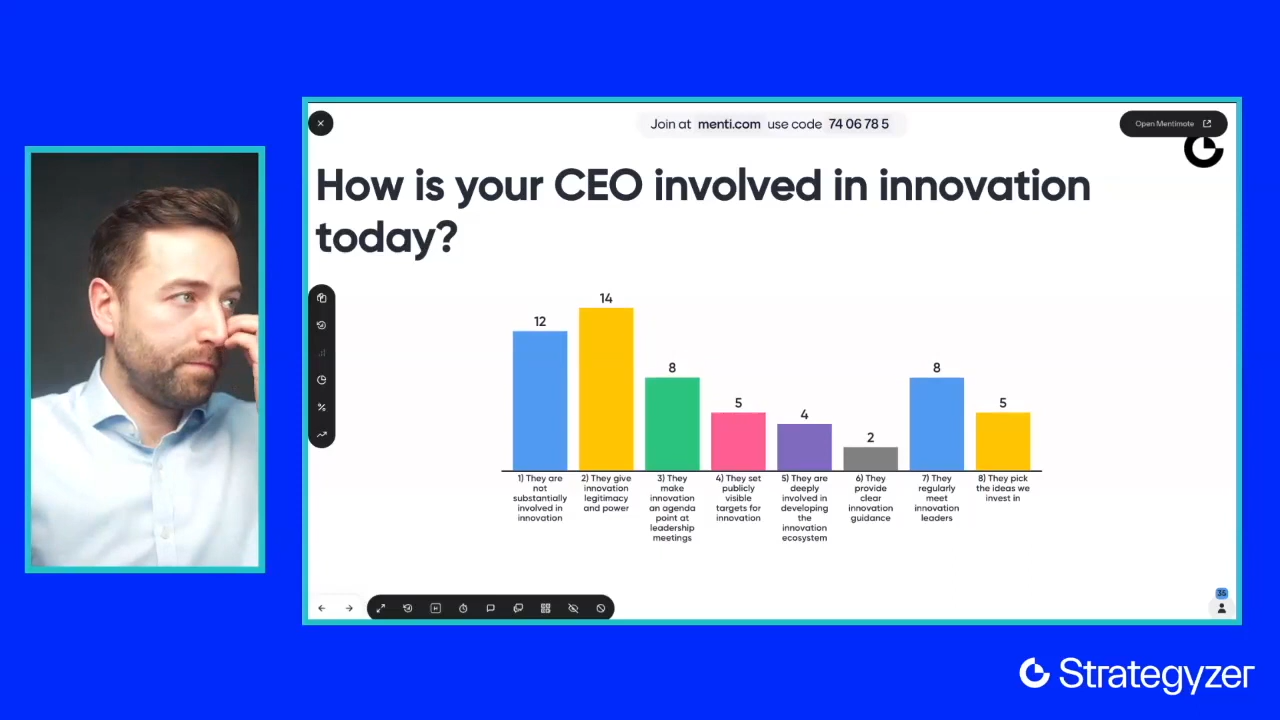 Join at menti.com use code 74 06 78 5
Open Mentimote
How is your CEO involved in innovation
today?
12
14
8
5
4
2
8
5
1) They are
not
substantially
involved in
innovation
2) They give
innovation
legitimacy
and power
3) They
make
innovation
an agenda
point at
leadership
meetings
4) They set
publicly
visible
targets for
innovation
5) They are
deeply
involved in
developing
the
innovation
ecosystem
6) They
provide
clear
innovation
guidance
7) They
regularly
meet
innovation
leaders
8) They pick
the ideas we
invest in
Strategyzer